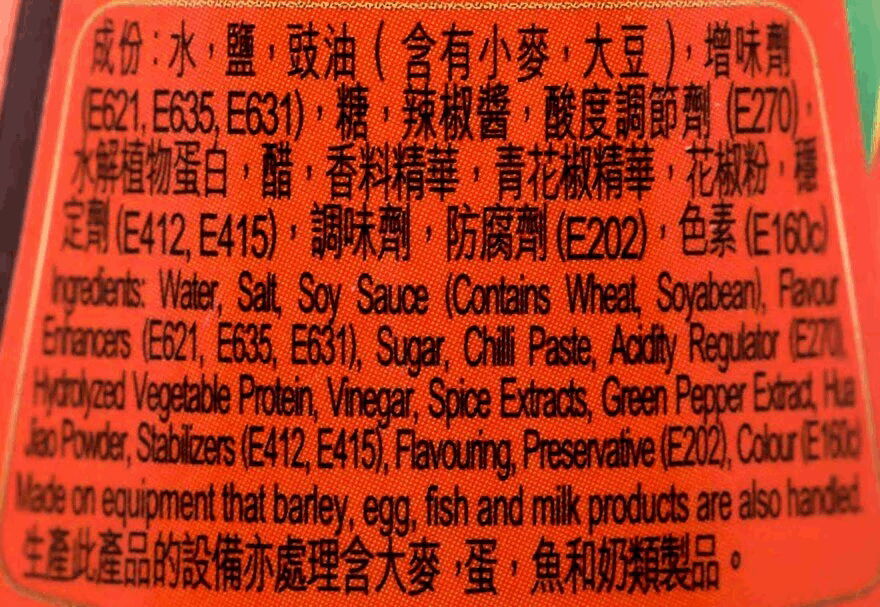 成份：水，鹽，豉油（含有小麥，大豆），增味劑
(E621, E635, E631)，糖，辣椒醬，酸度調節劑 (E270)，
水解植物蛋白，醋，香料精華，青花椒精華，花椒粉，穩
定劑 (E412, E415)，調味劑，防腐劑 (E202)，色素 (E160c)
Ingredients: Water, Salt, Soy Sauce (Contains Wheat, Soyabean), Flavour
Enhancers (E621, E635, E631), Sugar, Chilli Paste, Acidity Regulator (E270),
Hydrolyzed Vegetable Protein, Vinegar, Spice Extracts, Green Pepper Extract, Hua
Jiao Powder, Stabilizers (E412, E415), Flavouring, Preservative (E202), Colour (E160c)
Made on equipment that barley, egg, fish and milk products are also handled.
生產此產品的設備亦處理含大麥，蛋，魚和奶類製品。